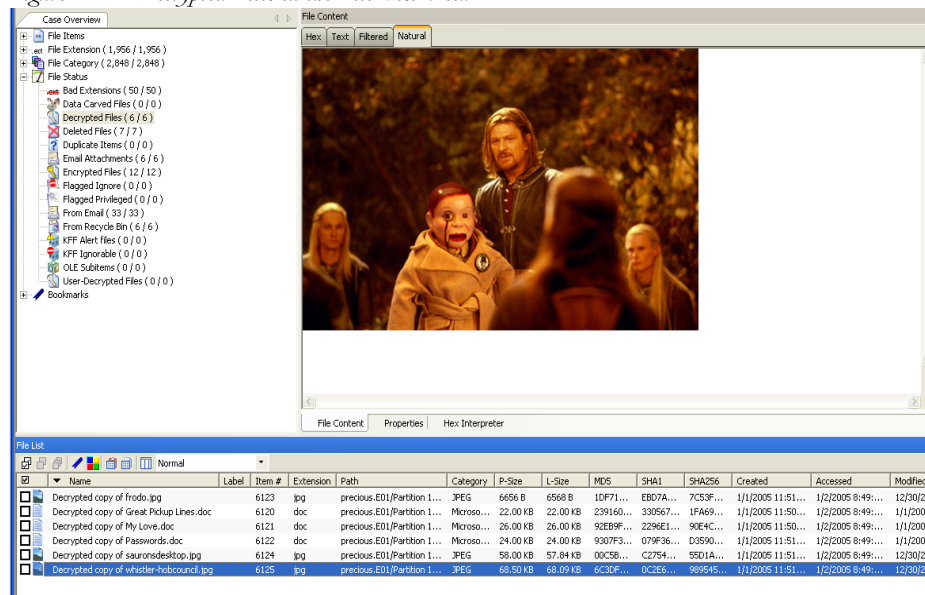 Case Overview
File Items
File Extension ( 1,956 / 1,956 )
File Category ( 2,848 / 2,848 )
File Status
Bad Extensions ( 50 / 50 )
Data Carved Files ( 0 / 0 )
Decrypted Files ( 6 / 6 )
Deleted Files ( 7 / 7 )
Duplicate Items ( 0 / 0 )
Email Attachments ( 6 / 6 )
Encrypted Files ( 12 / 12 )
Flagged Ignore ( 0 / 0 )
Flagged Privileged ( 0 / 0 )
From Email ( 33 / 33 )
From Recycle Bin ( 6 / 6 )
KFF Alert files ( 0 / 0 )
KFF Ignorable ( 0 / 0 )
OLE Subitems ( 0 / 0 )
User-Decrypted Files ( 0 / 0 )
Bookmarks
File Content
Hex Text Filtered Natural
File Content Properties Hex Interpreter
File List
Normal
Name Label Item # Extension Path Category P-Size L-Size MD5 SHA1 SHA256 Created Accessed Modified
Decrypted copy of frodo.jpg 6123 jpg precious.E01/Partition 1... JPEG 6656 B 6568 B 1DF71... EBD7A... 7C53F... 1/1/2005 11:51... 1/2/2005 8:49:... 12/30/2
Decrypted copy of Great Pickup Lines.doc 6120 doc precious.E01/Partition 1... Microso... 22.00 KB 22.00 KB 239160... 330567... 1FA69... 1/1/2005 11:50... 1/2/2005 8:49:... 1/1/200
Decrypted copy of My Love.doc 6121 doc precious.E01/Partition 1... Microso... 26.00 KB 26.00 KB 92EB9F... 2296E1... 90E4C... 1/1/2005 11:50... 1/2/2005 8:49:... 1/1/200
Decrypted copy of Passwords.doc 6122 doc precious.E01/Partition 1... Microso... 24.00 KB 24.00 KB 9307F3... 079F36... D3590... 1/1/2005 11:51... 1/2/2005 8:49:... 1/1/200
Decrypted copy of sauronsdesktop.jpg 6124 jpg precious.E01/Partition 1... JPEG 58.00 KB 57.84 KB 00C5B... C2754... 55D1A... 1/1/2005 11:51... 1/2/2005 8:49:... 12/30/2
Decrypted copy of whistler-hobcouncil.jpg 6125 jpg precious.E01/Partition 1... JPEG 68.50 KB 68.09 KB 6C3DF... 0C2E6... 989545... 1/1/2005 11:51... 1/2/2005 8:49:... 12/30/2